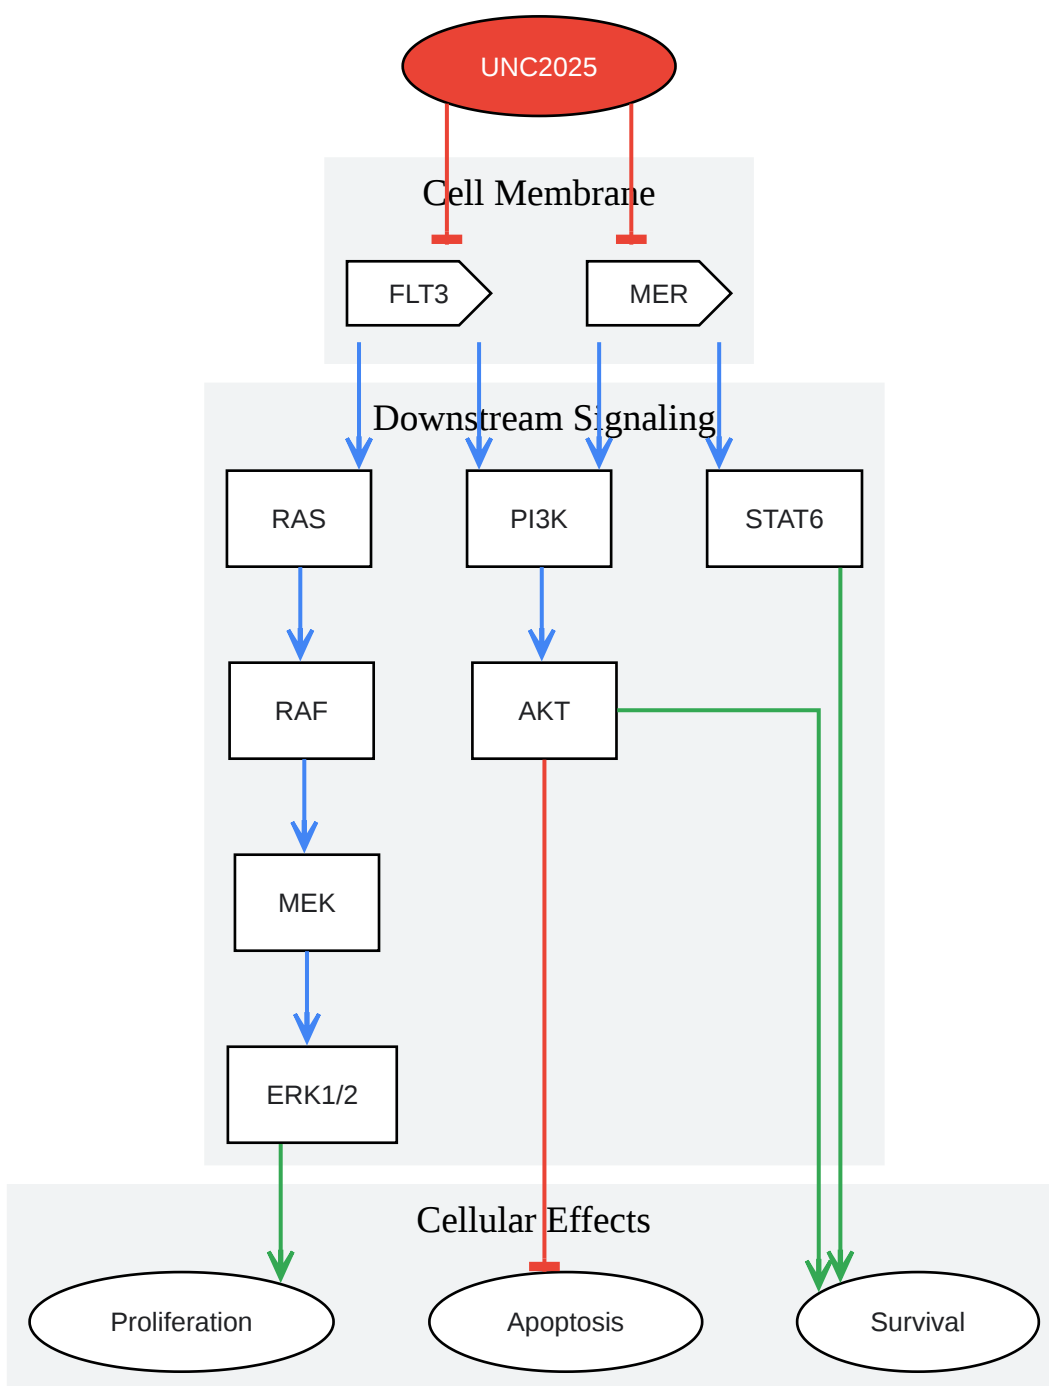 UNC2025
Cell Membrane
FLT3
MER
Downstream Signaling
RAS
PI3K
STAT6
RAF
AKT
MEK
ERK1/2
Cellular Effects
Proliferation
Apoptosis
Survival